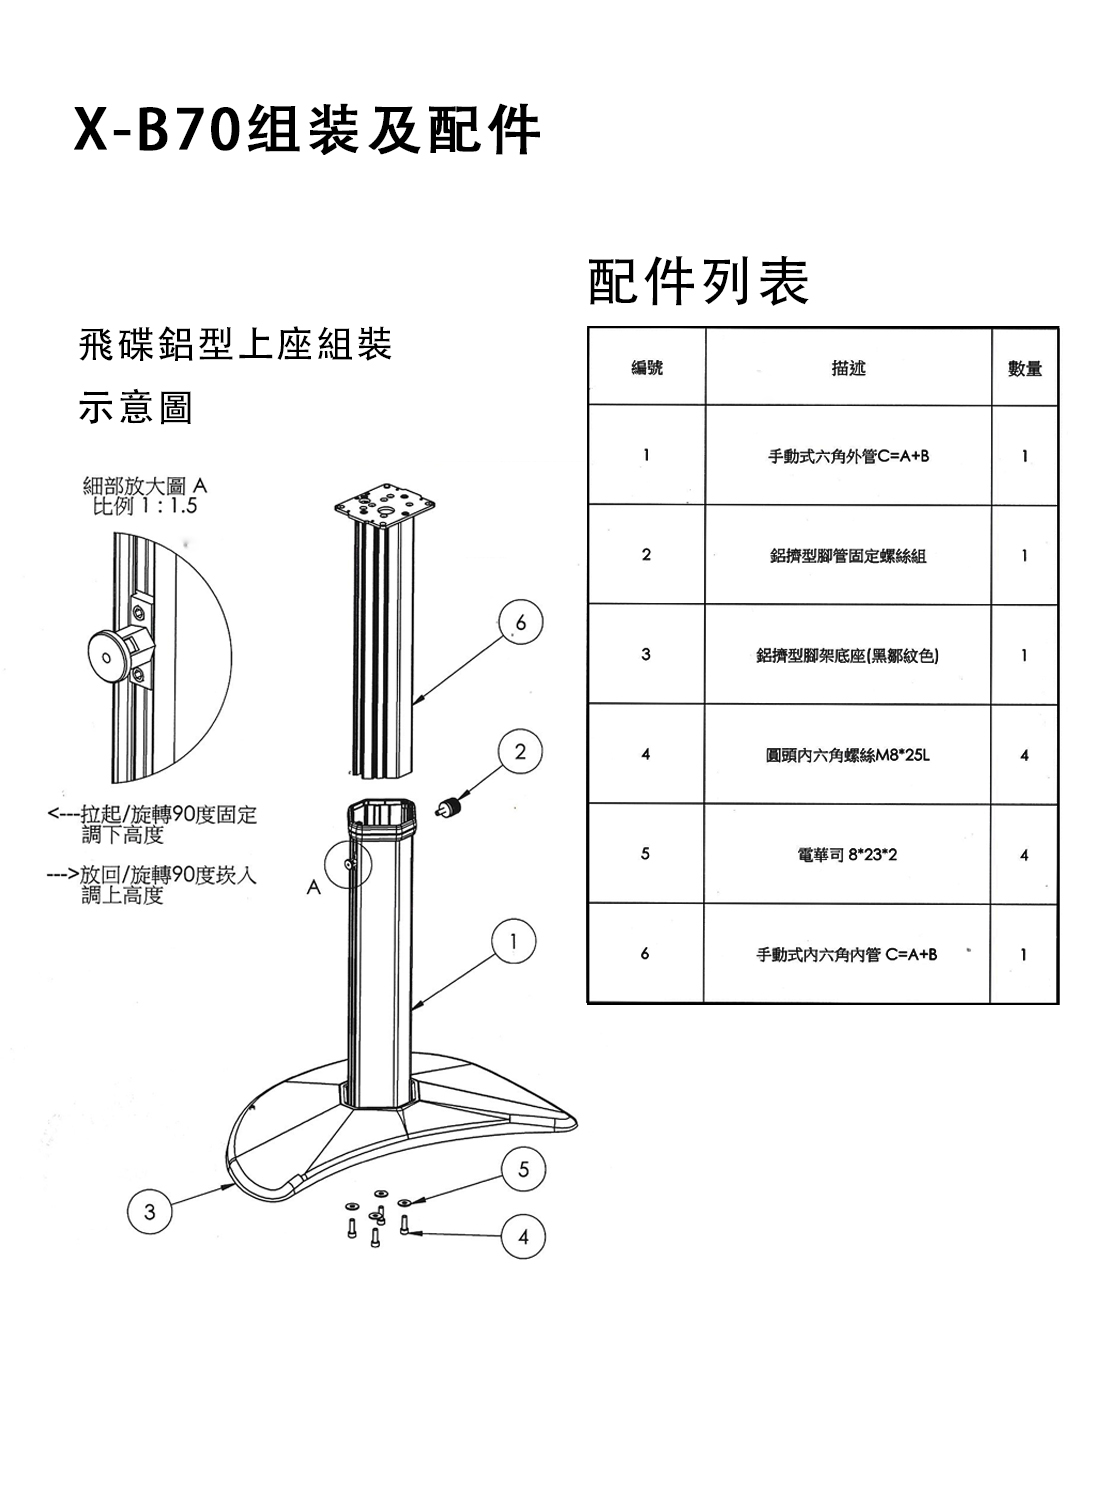 X-B70组装及配件
配件列表
飛碟鋁型上座組裝
示意圖
細部放大圖 A
比例 1 : 1.5
<---拉起/旋轉90度固定
調下高度
--->放回/旋轉90度崁入
調上高度
A
6
2
1
5
3
4
編號 描述 數量
1 手動式六角外管C=A+B 1
2 鋁擠型腳管固定螺絲組 1
3 鋁擠型腳架底座(黑鄒紋色) 1
4 圓頭內六角螺絲M8*25L 4
5 電華司 8*23*2 4
6 手動式內六角內管 C=A+B 1